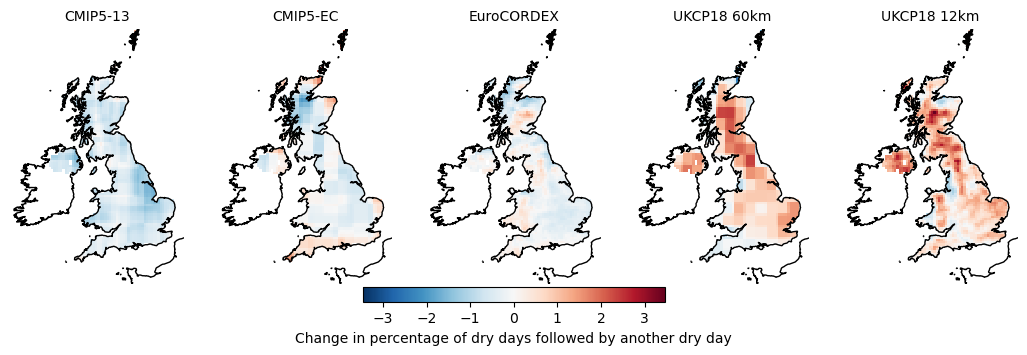 CMIP5-13 CMIP5-EC EuroCORDEX UKCP18 60km UKCP18 12km
−3 −2 −1 0 1 2 3
Change in percentage of dry days followed by another dry day